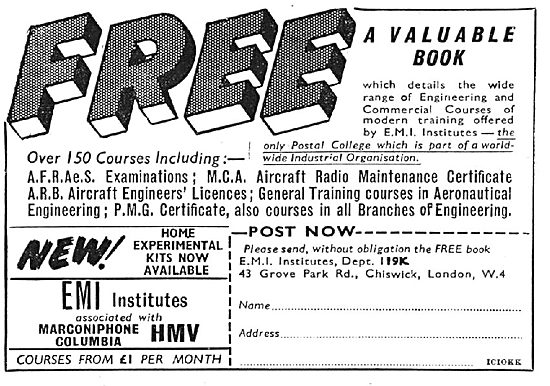 FREE
A VALUABLE
BOOK
which details the wide
range of Engineering and
Commercial Courses of
modern training offered
by E.M.I. Institutes — the
only Postal College which is part of a world-
wide Industrial Organisation.
Over 150 Courses Including:—
A.F.R.Ae.S. Examinations; M.C.A. Aircraft Radio Maintenance Certificate
A.R.B. Aircraft Engineers' Licences; General Training courses in Aeronautical
Engineering; P.M.G. Certificate, also courses in all Branches of Engineering.
NEW!
HOME
EXPERIMENTAL
KITS NOW
AVAILABLE
EMI Institutes
associated with
MARCONIPHONE
COLUMBIA
HMV
COURSES FROM £1 PER MONTH
POST NOW
Please send, without obligation the FREE book
E.M.I. Institutes, Dept. 119K
43 Grove Park Rd., Chiswick, London, W.4
Name
Address
IC10KE